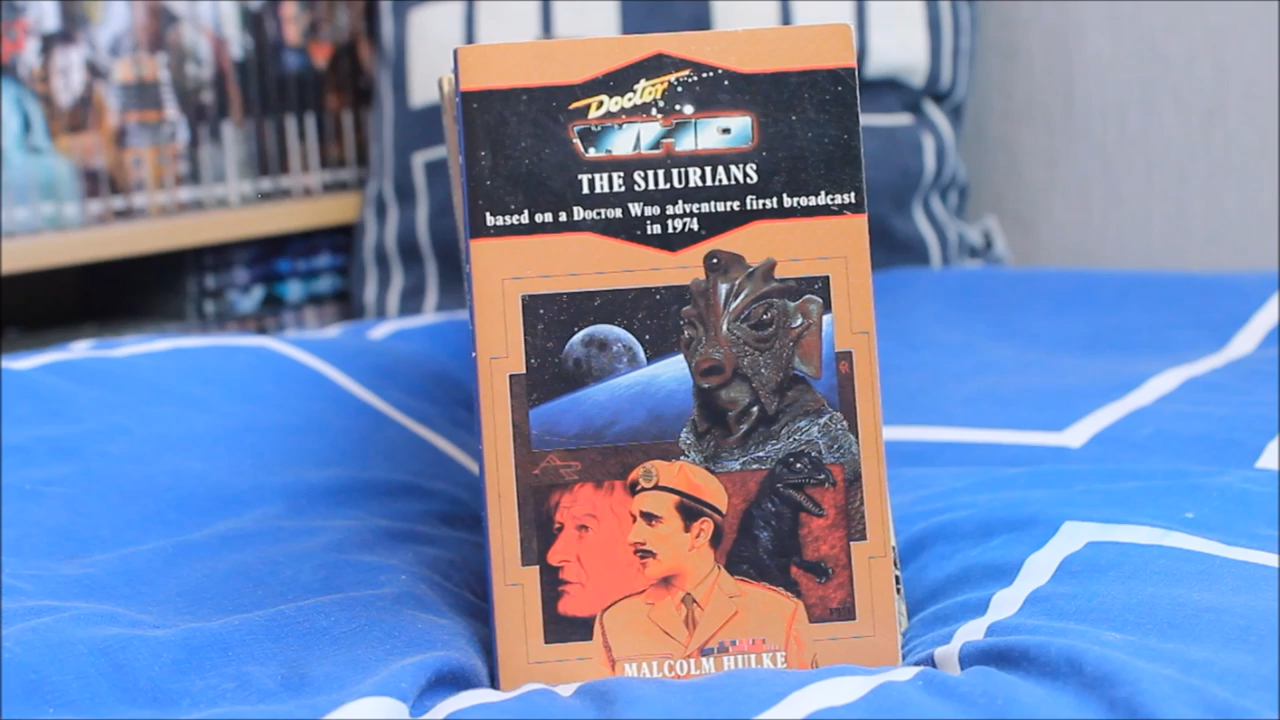 Doctor
WHO
THE SILURIANS
based on a DOCTOR WHO adventure first broadcast
in 1974
MALCOLM HULKE